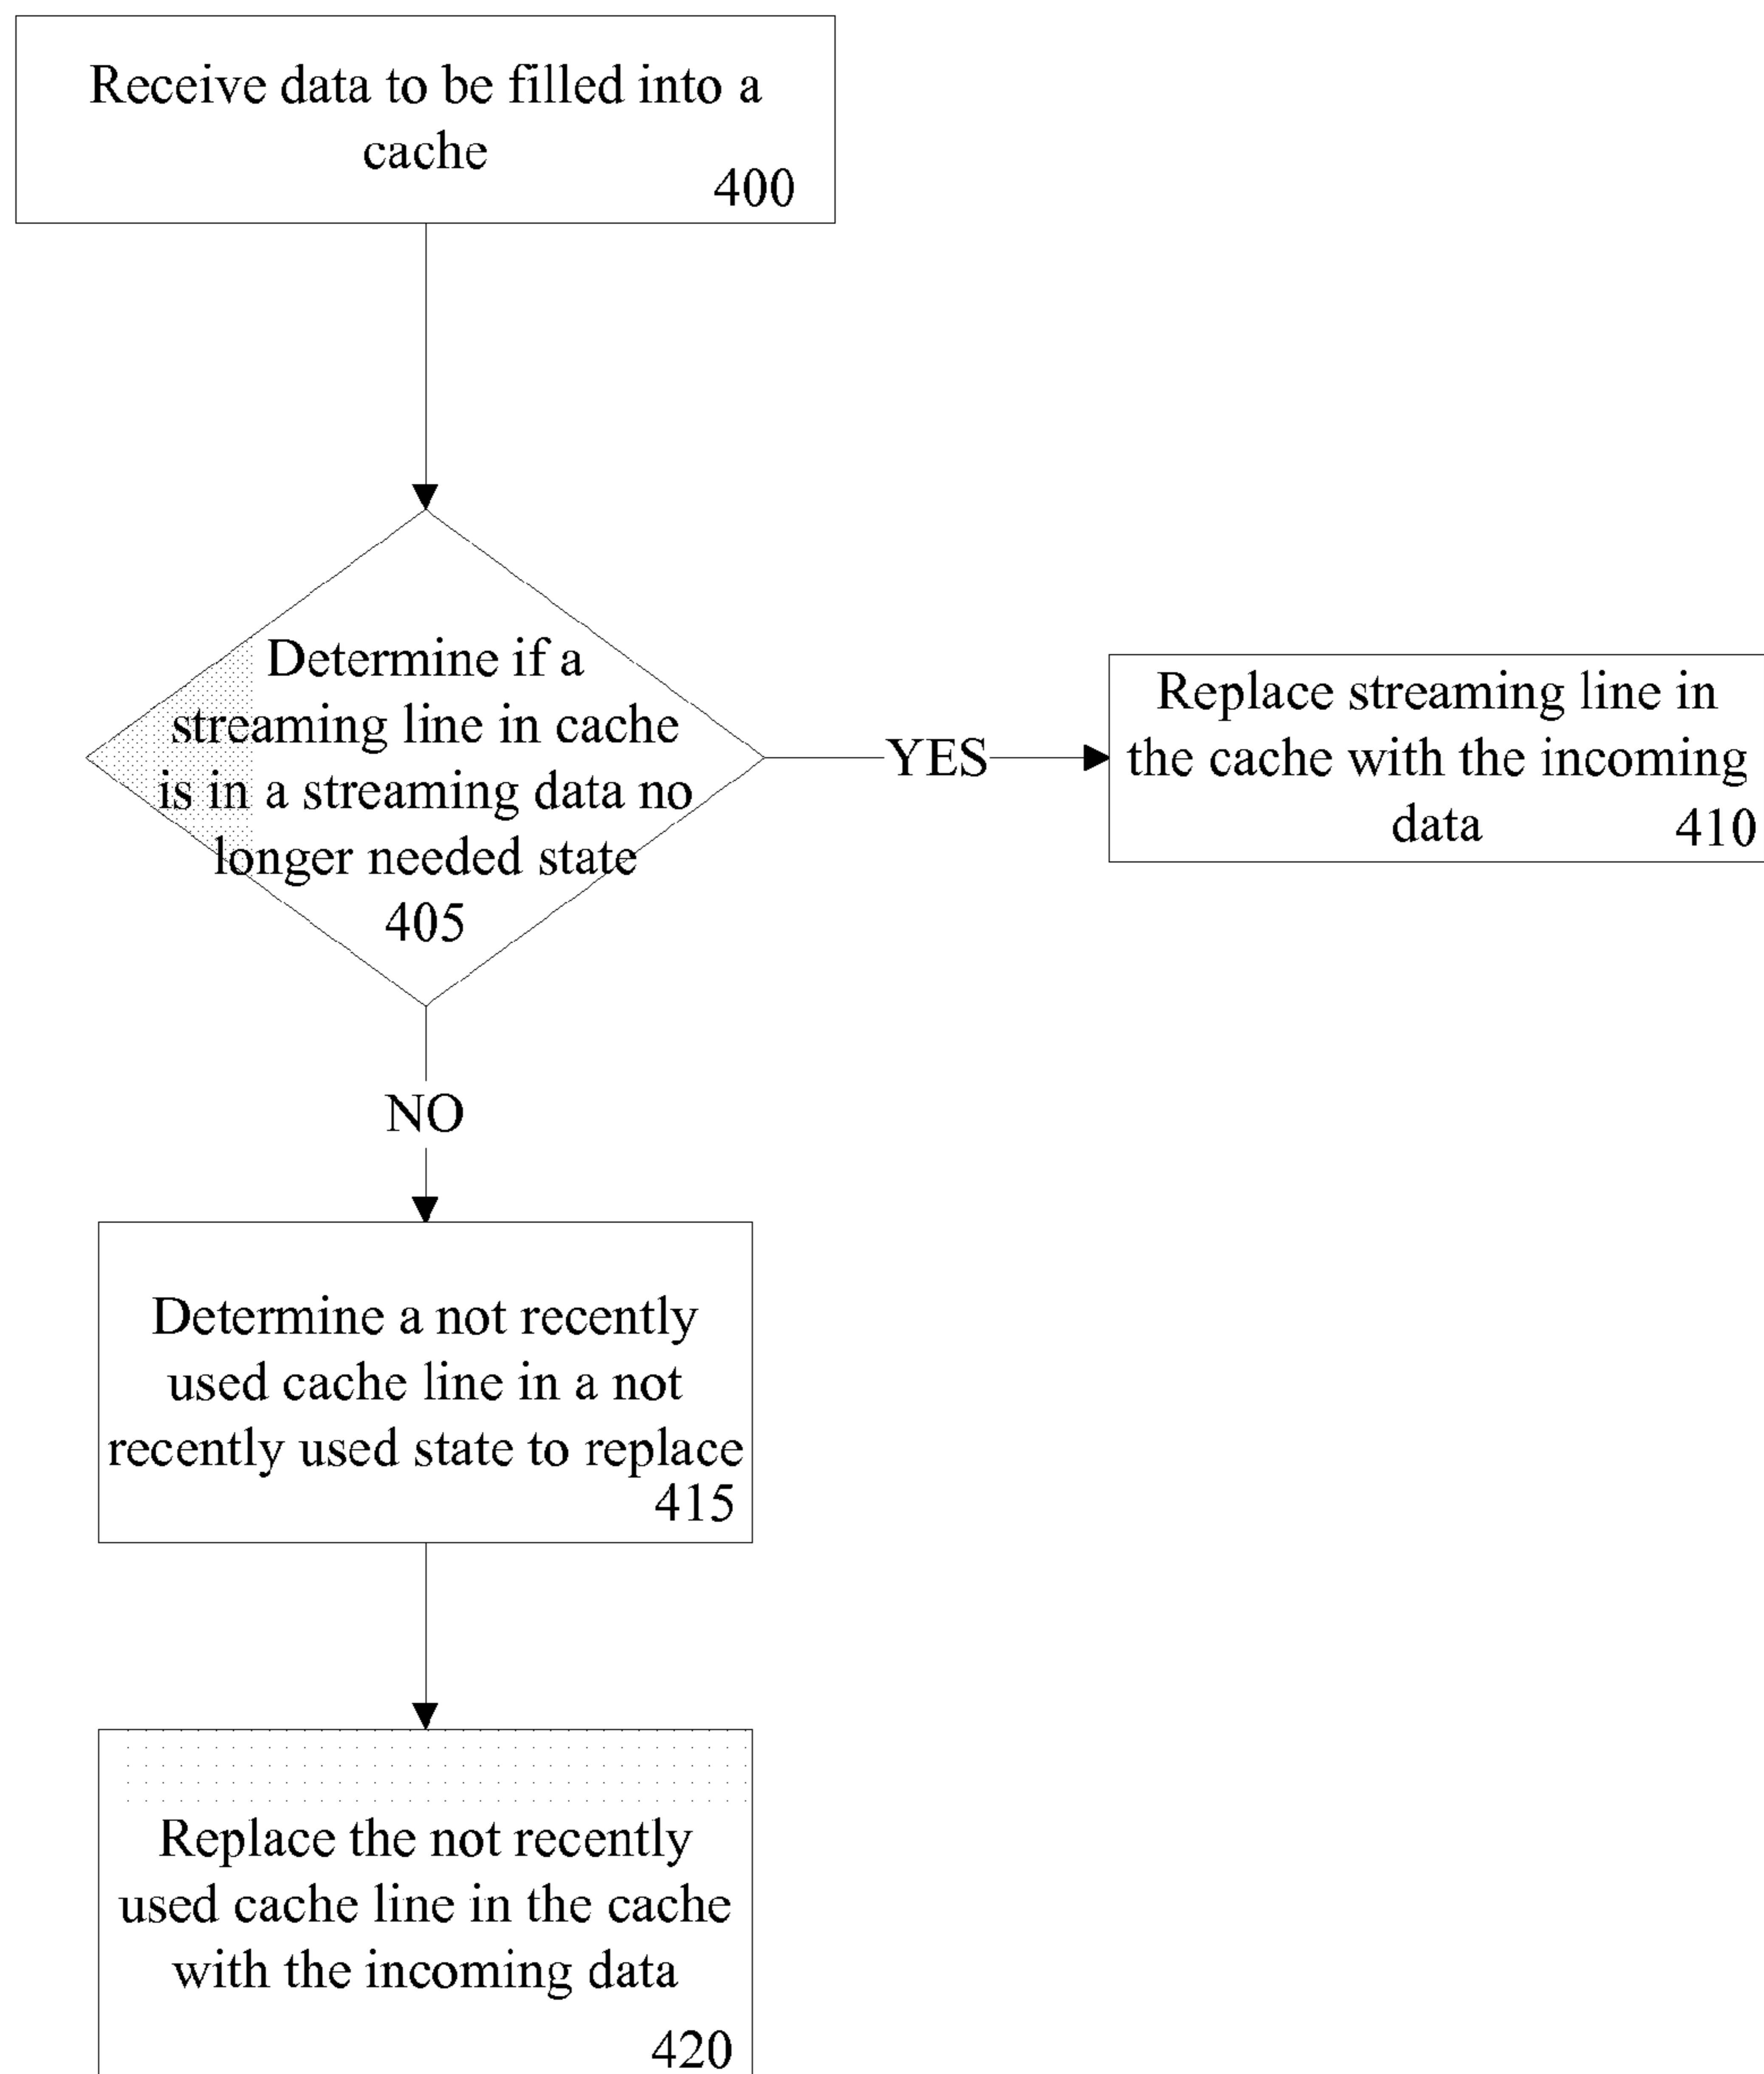 Receive data to be filled into a
cache
400
Determine if a
streaming line in cache
is in a streaming data no
longer needed state
405
YES
Replace streaming line in
the cache with the incoming
data 410
NO
Determine a not recently
used cache line in a not
recently used state to replace
415
Replace the not recently
used cache line in the cache
with the incoming data
420